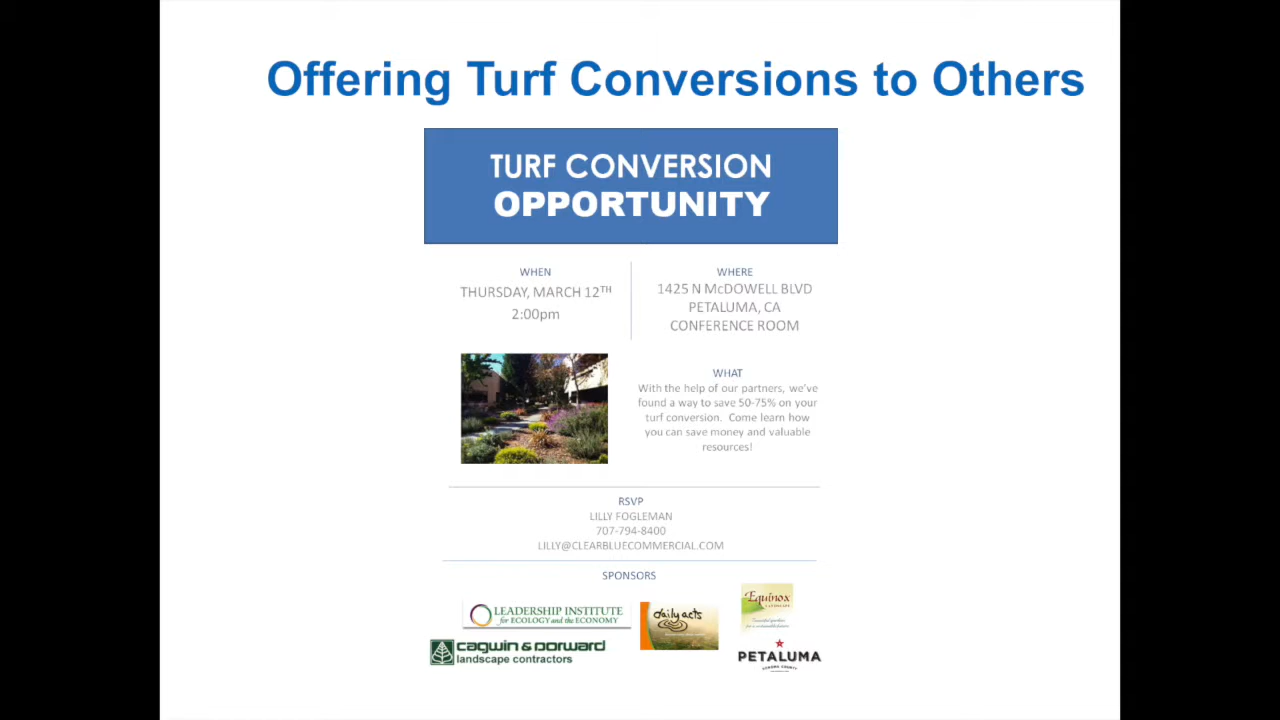 Offering Turf Conversions to Others
TURF CONVERSION
OPPORTUNITY
WHEN
THURSDAY, MARCH 12TH
2:00pm
WHERE
1425 N McDOWELL BLVD
PETALUMA, CA
CONFERENCE ROOM
WHAT
With the help of our partners, we've
found a way to save 50-75% on your
turf conversion. Come learn how
you can save money and valuable
resources!
RSVP
LILLY FOGLEMAN
707-794-8400
LILLY@CLEARBLUECOMMERCIAL.COM
SPONSORS
LEADERSHIP INSTITUTE
for ECOLOGY and the ECONOMY
daily acts
Equinox
LANDSCAPE
cagwin & dorward
landscape contractors
PETALUMA
SONOMA COUNTY